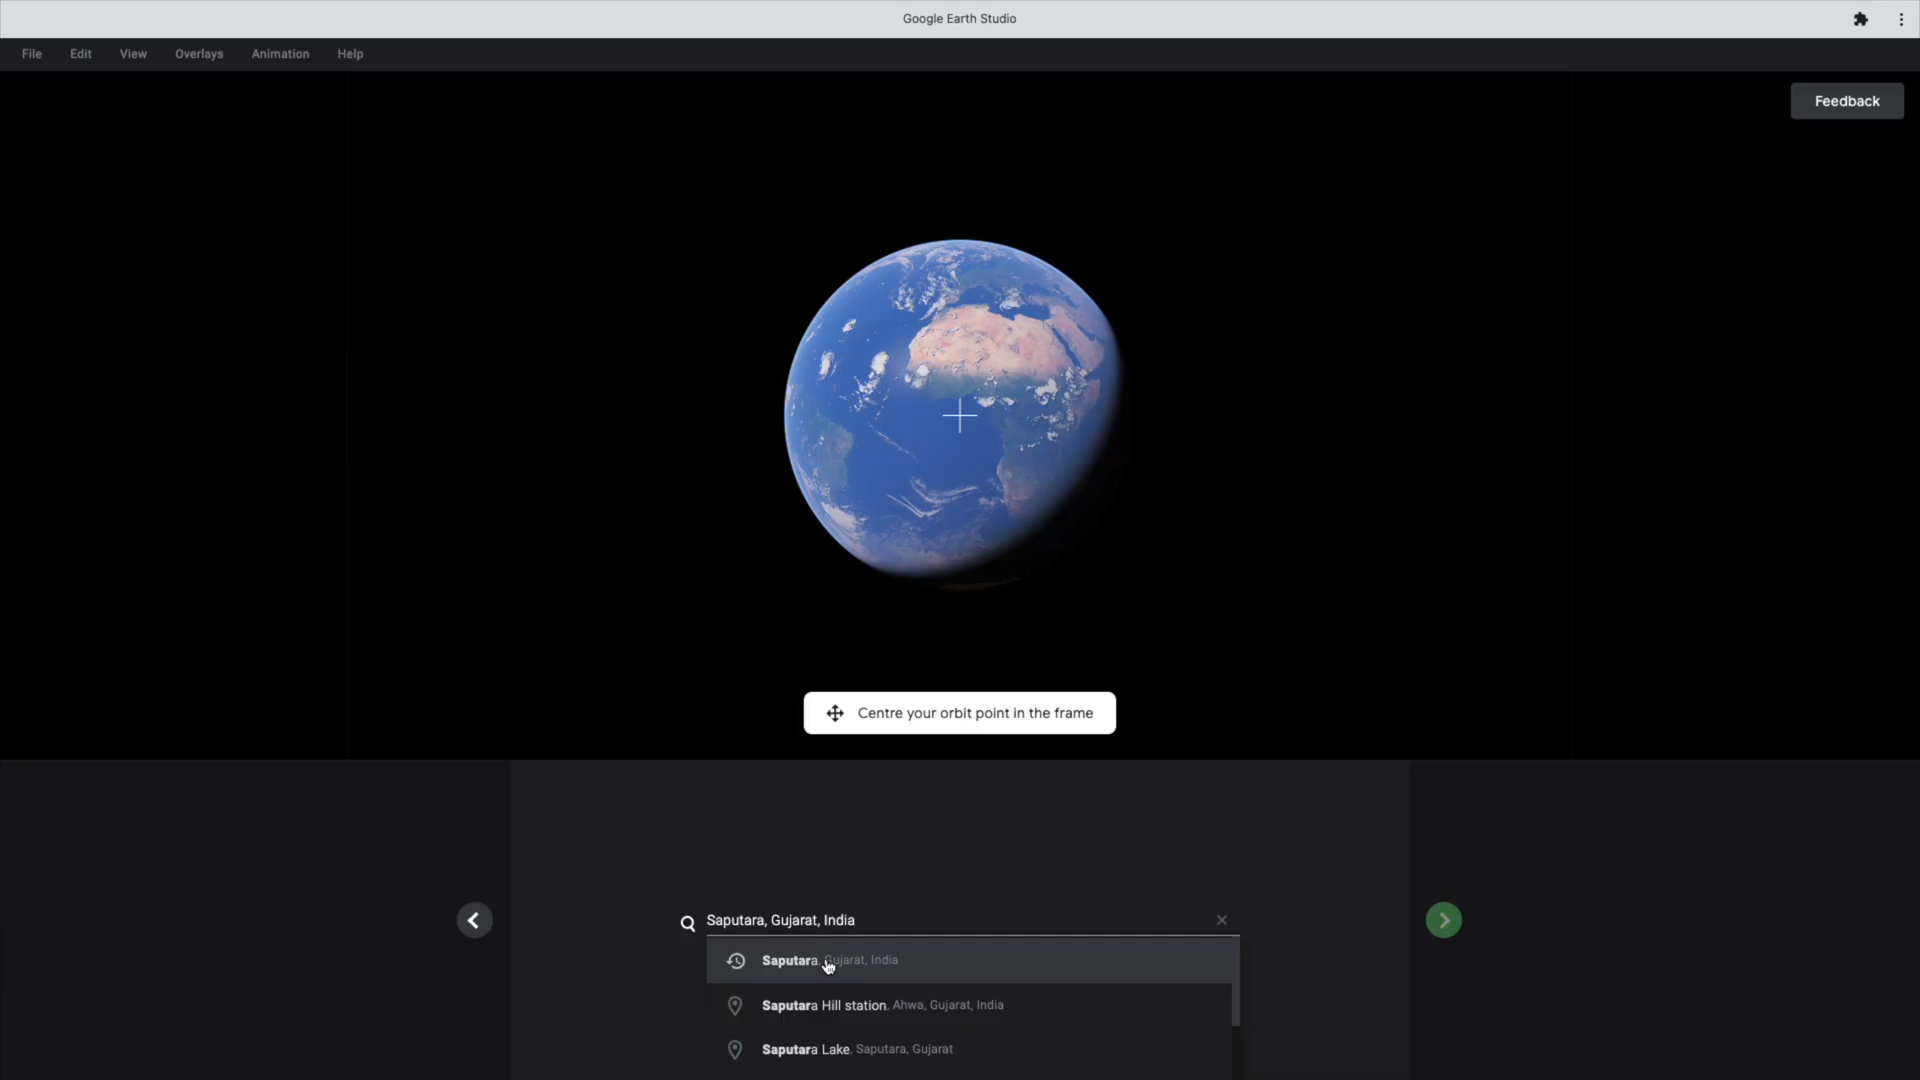 Google Earth Studio
File Edit View Overlays Animation Help
Feedback
Centre your orbit point in the frame
Saputara, Gujarat, India
Saputara, Gujarat, India
Saputara Hill station, Ahwa, Gujarat, India
Saputara Lake, Saputara, Gujarat